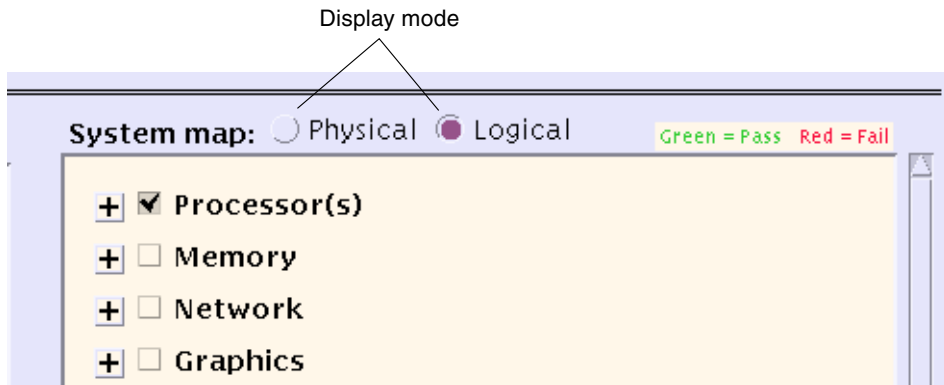 Display mode
System map: Physical Logical Green = Pass Red = Fail
Processor(s)
Memory
Network
Graphics